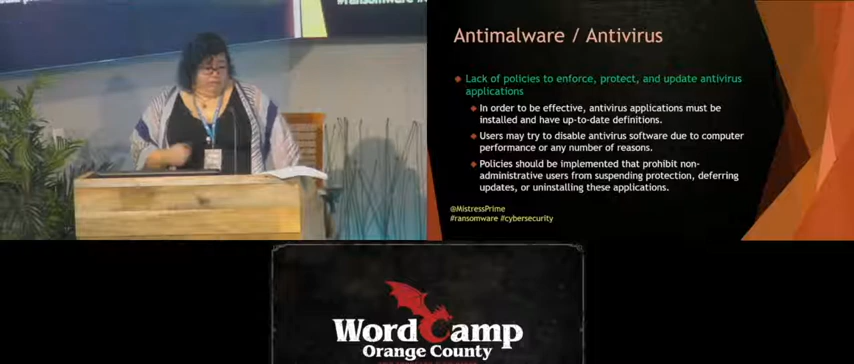 #ransomware
Antimalware / Antivirus
Lack of policies to enforce, protect, and update antivirus
applications
In order to be effective, antivirus applications must be
installed and have up-to-date definitions.
Users may try to disable antivirus software due to computer
performance or any number of reasons.
Policies should be implemented that prohibit non-
administrative users from suspending protection, deferring
updates, or uninstalling these applications.
@MistressPrime
#ransomware #cybersecurity
WordCamp
Orange County